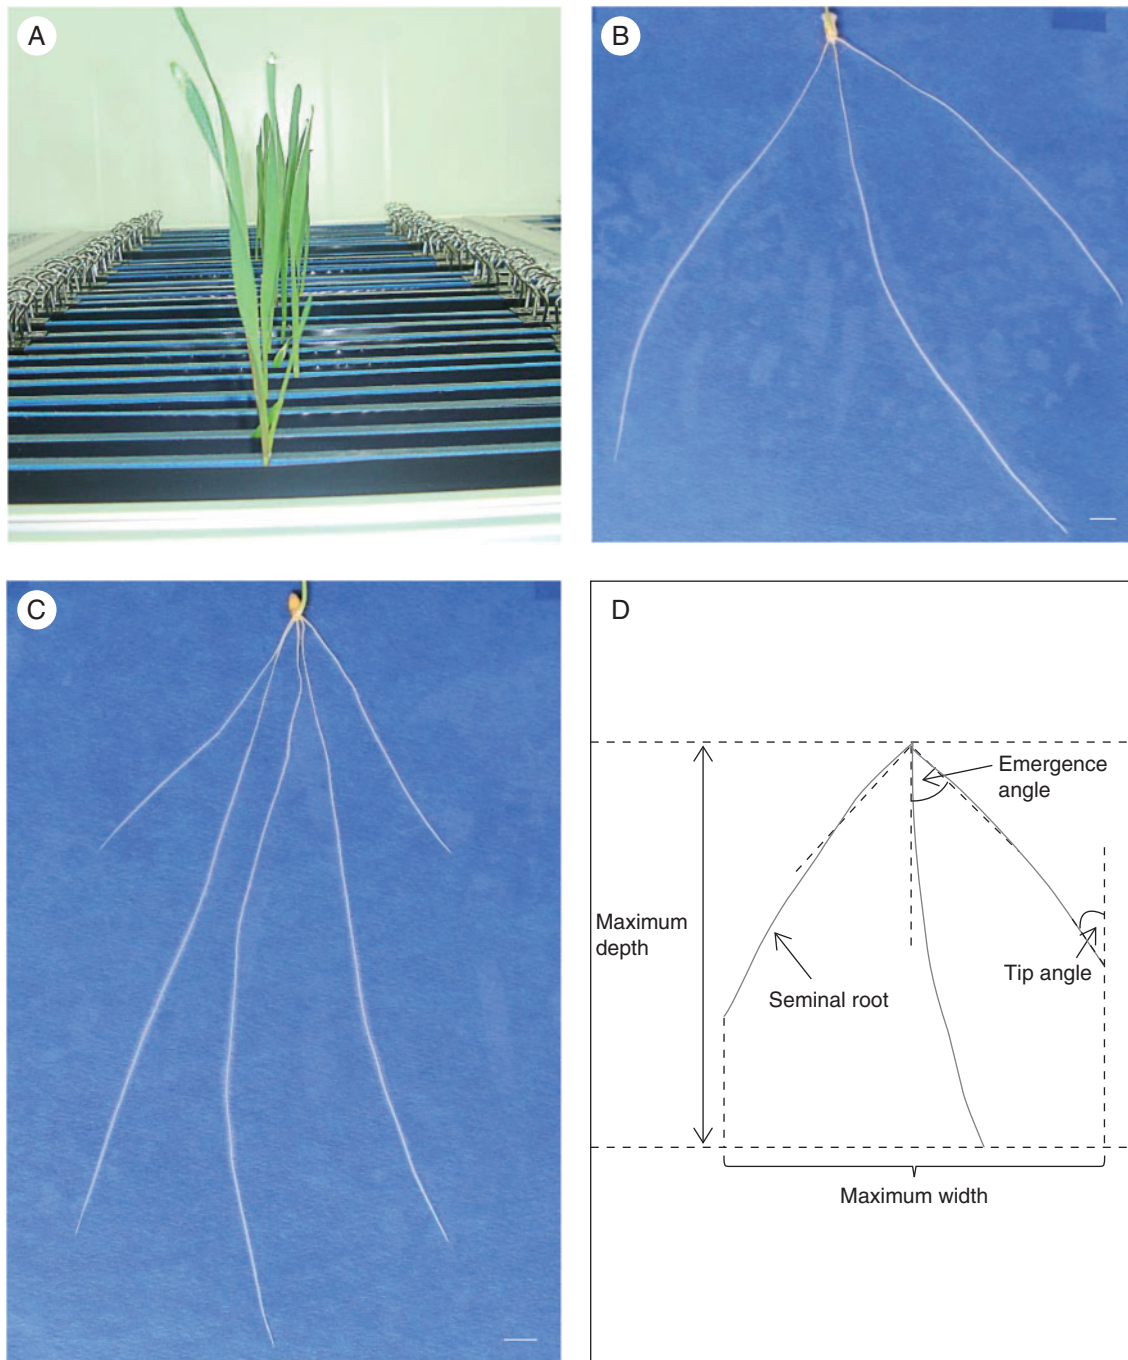 A
B
C
D
Emergence
angle
Maximum
depth
Seminal root
Tip angle
Maximum width